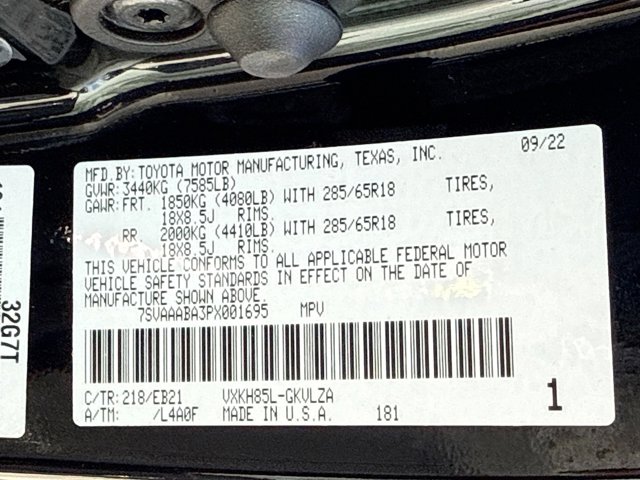 MFD.BY:TOYOTA MOTOR MANUFACTURING, TEXAS, INC. 09/22
GVWR:3440KG (7585LB)
GAWR:FRT. 1850KG (4080LB) WITH 285/65R18 TIRES,
18X8.5J RIMS.
RR. 2000KG (4410LB) WITH 285/65R18 TIRES,
18X8.5J RIMS.
THIS VEHICLE CONFORMS TO ALL APPLICABLE FEDERAL MOTOR
VEHICLE SAFETY STANDARDS IN EFFECT ON THE DATE OF
MANUFACTURE SHOWN ABOVE.
7SVAAABA3PX001695 MPV
C/TR:218/EB21 VXKH85L-GKVLZA
A/TM: /L4A0F MADE IN U.S.A. 181
1
32G7T